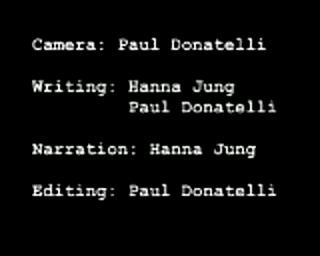 Camera: Paul Donatelli
Writing: Hanna Jung
Paul Donatelli
Narration: Hanna Jung
Editing: Paul Donatelli